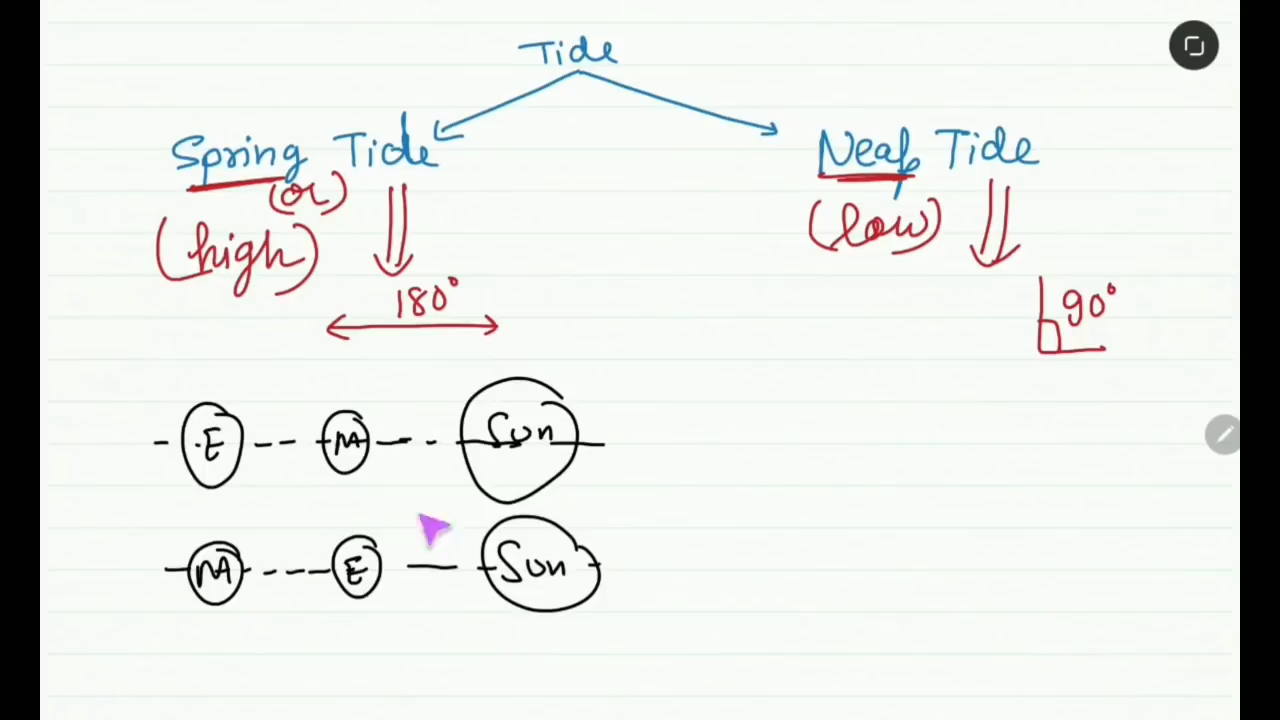 Tide
Spring Tide
Neap Tide
(or)
(high)
(low)
180°
90°
E M Sun
M E Sun